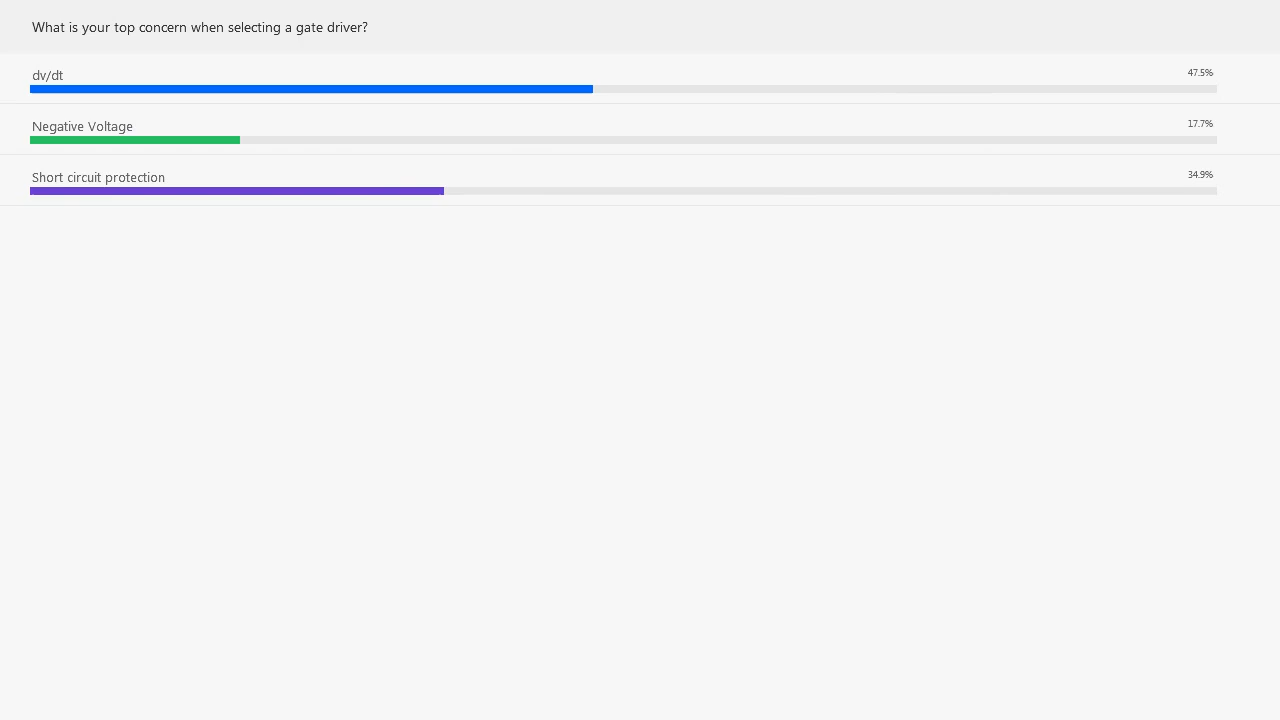 What is your top concern when selecting a gate driver?
dv/dt
47.5%
Negative Voltage
17.7%
Short circuit protection
34.9%